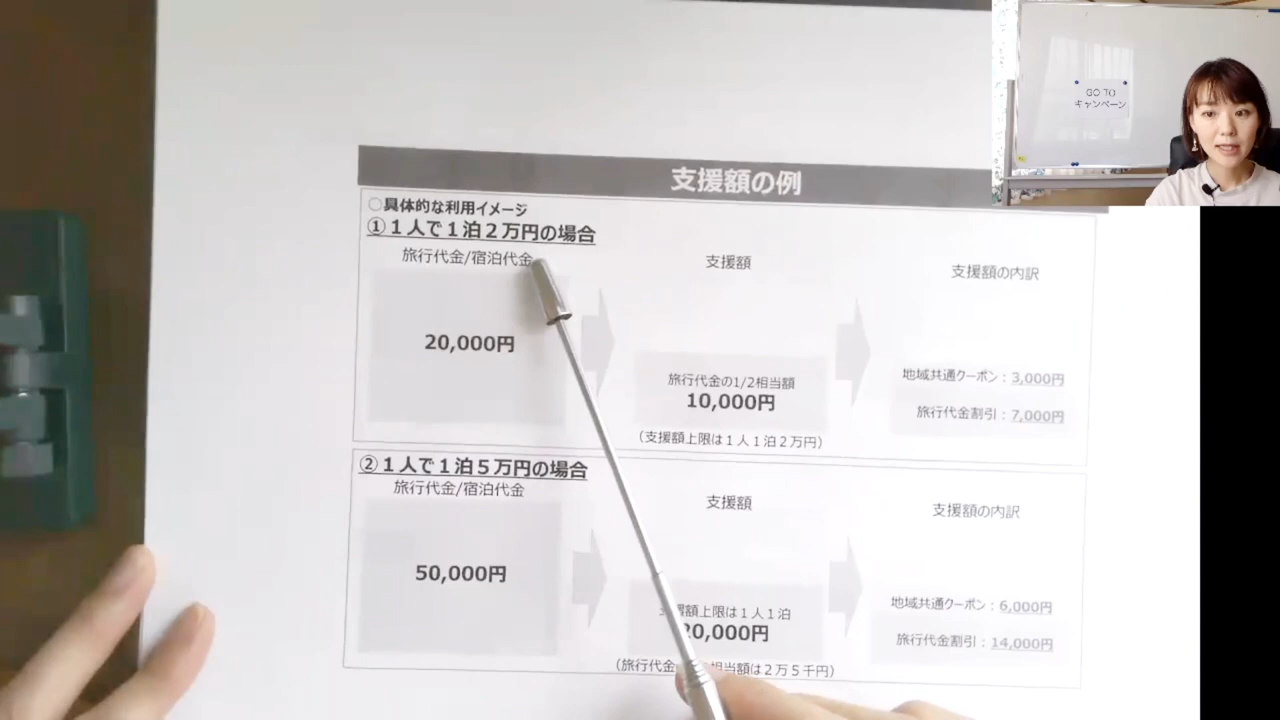 GO TO
キャンペーン
支援額の例
○具体的な利用イメージ
①１人で１泊２万円の場合
旅行代金/宿泊代金
支援額
支援額の内訳
20,000円
旅行代金の1/2相当額
10,000円
（支援額上限は１人１泊２万円）
地域共通クーポン：3,000円
旅行代金割引：7,000円
②１人で１泊５万円の場合
旅行代金/宿泊代金
支援額
支援額の内訳
50,000円
額上限は１人１泊
20,000円
（旅行代金 相当額は２万５千円）
地域共通クーポン：6,000円
旅行代金割引：14,000円